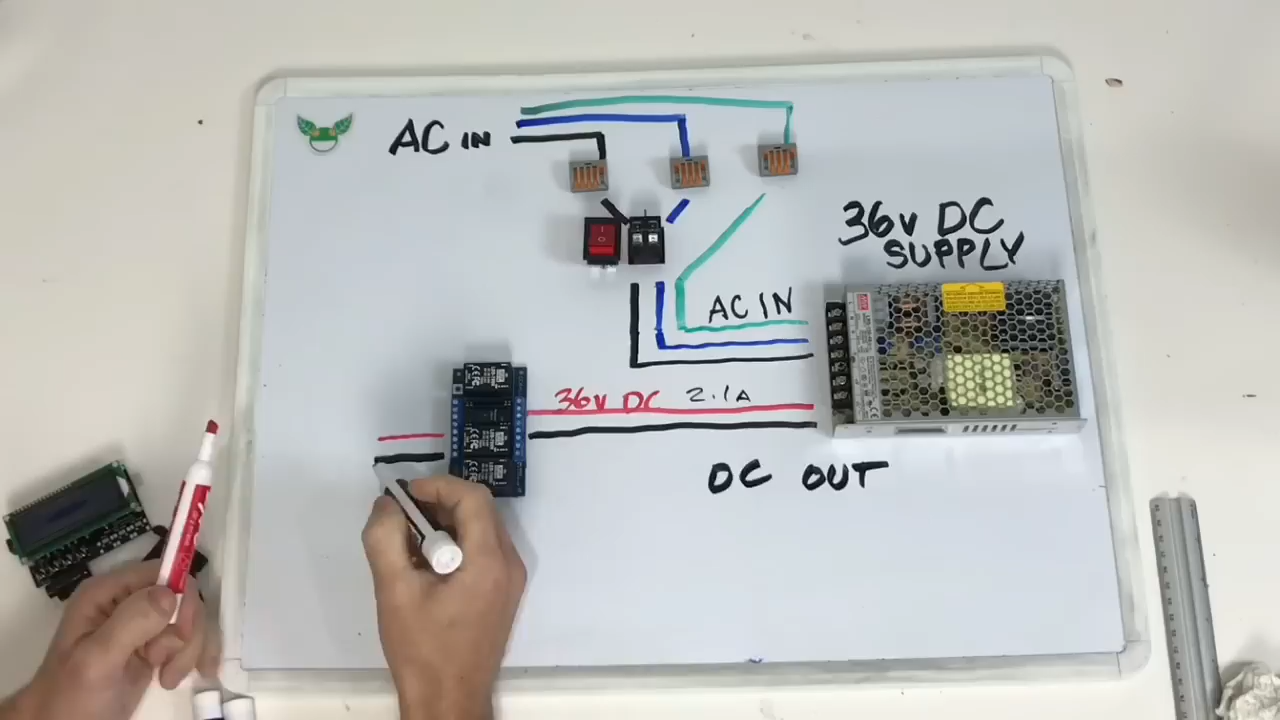 AC IN
36v DC
SUPPLY
AC IN
36v DC 2.1A
DC OUT